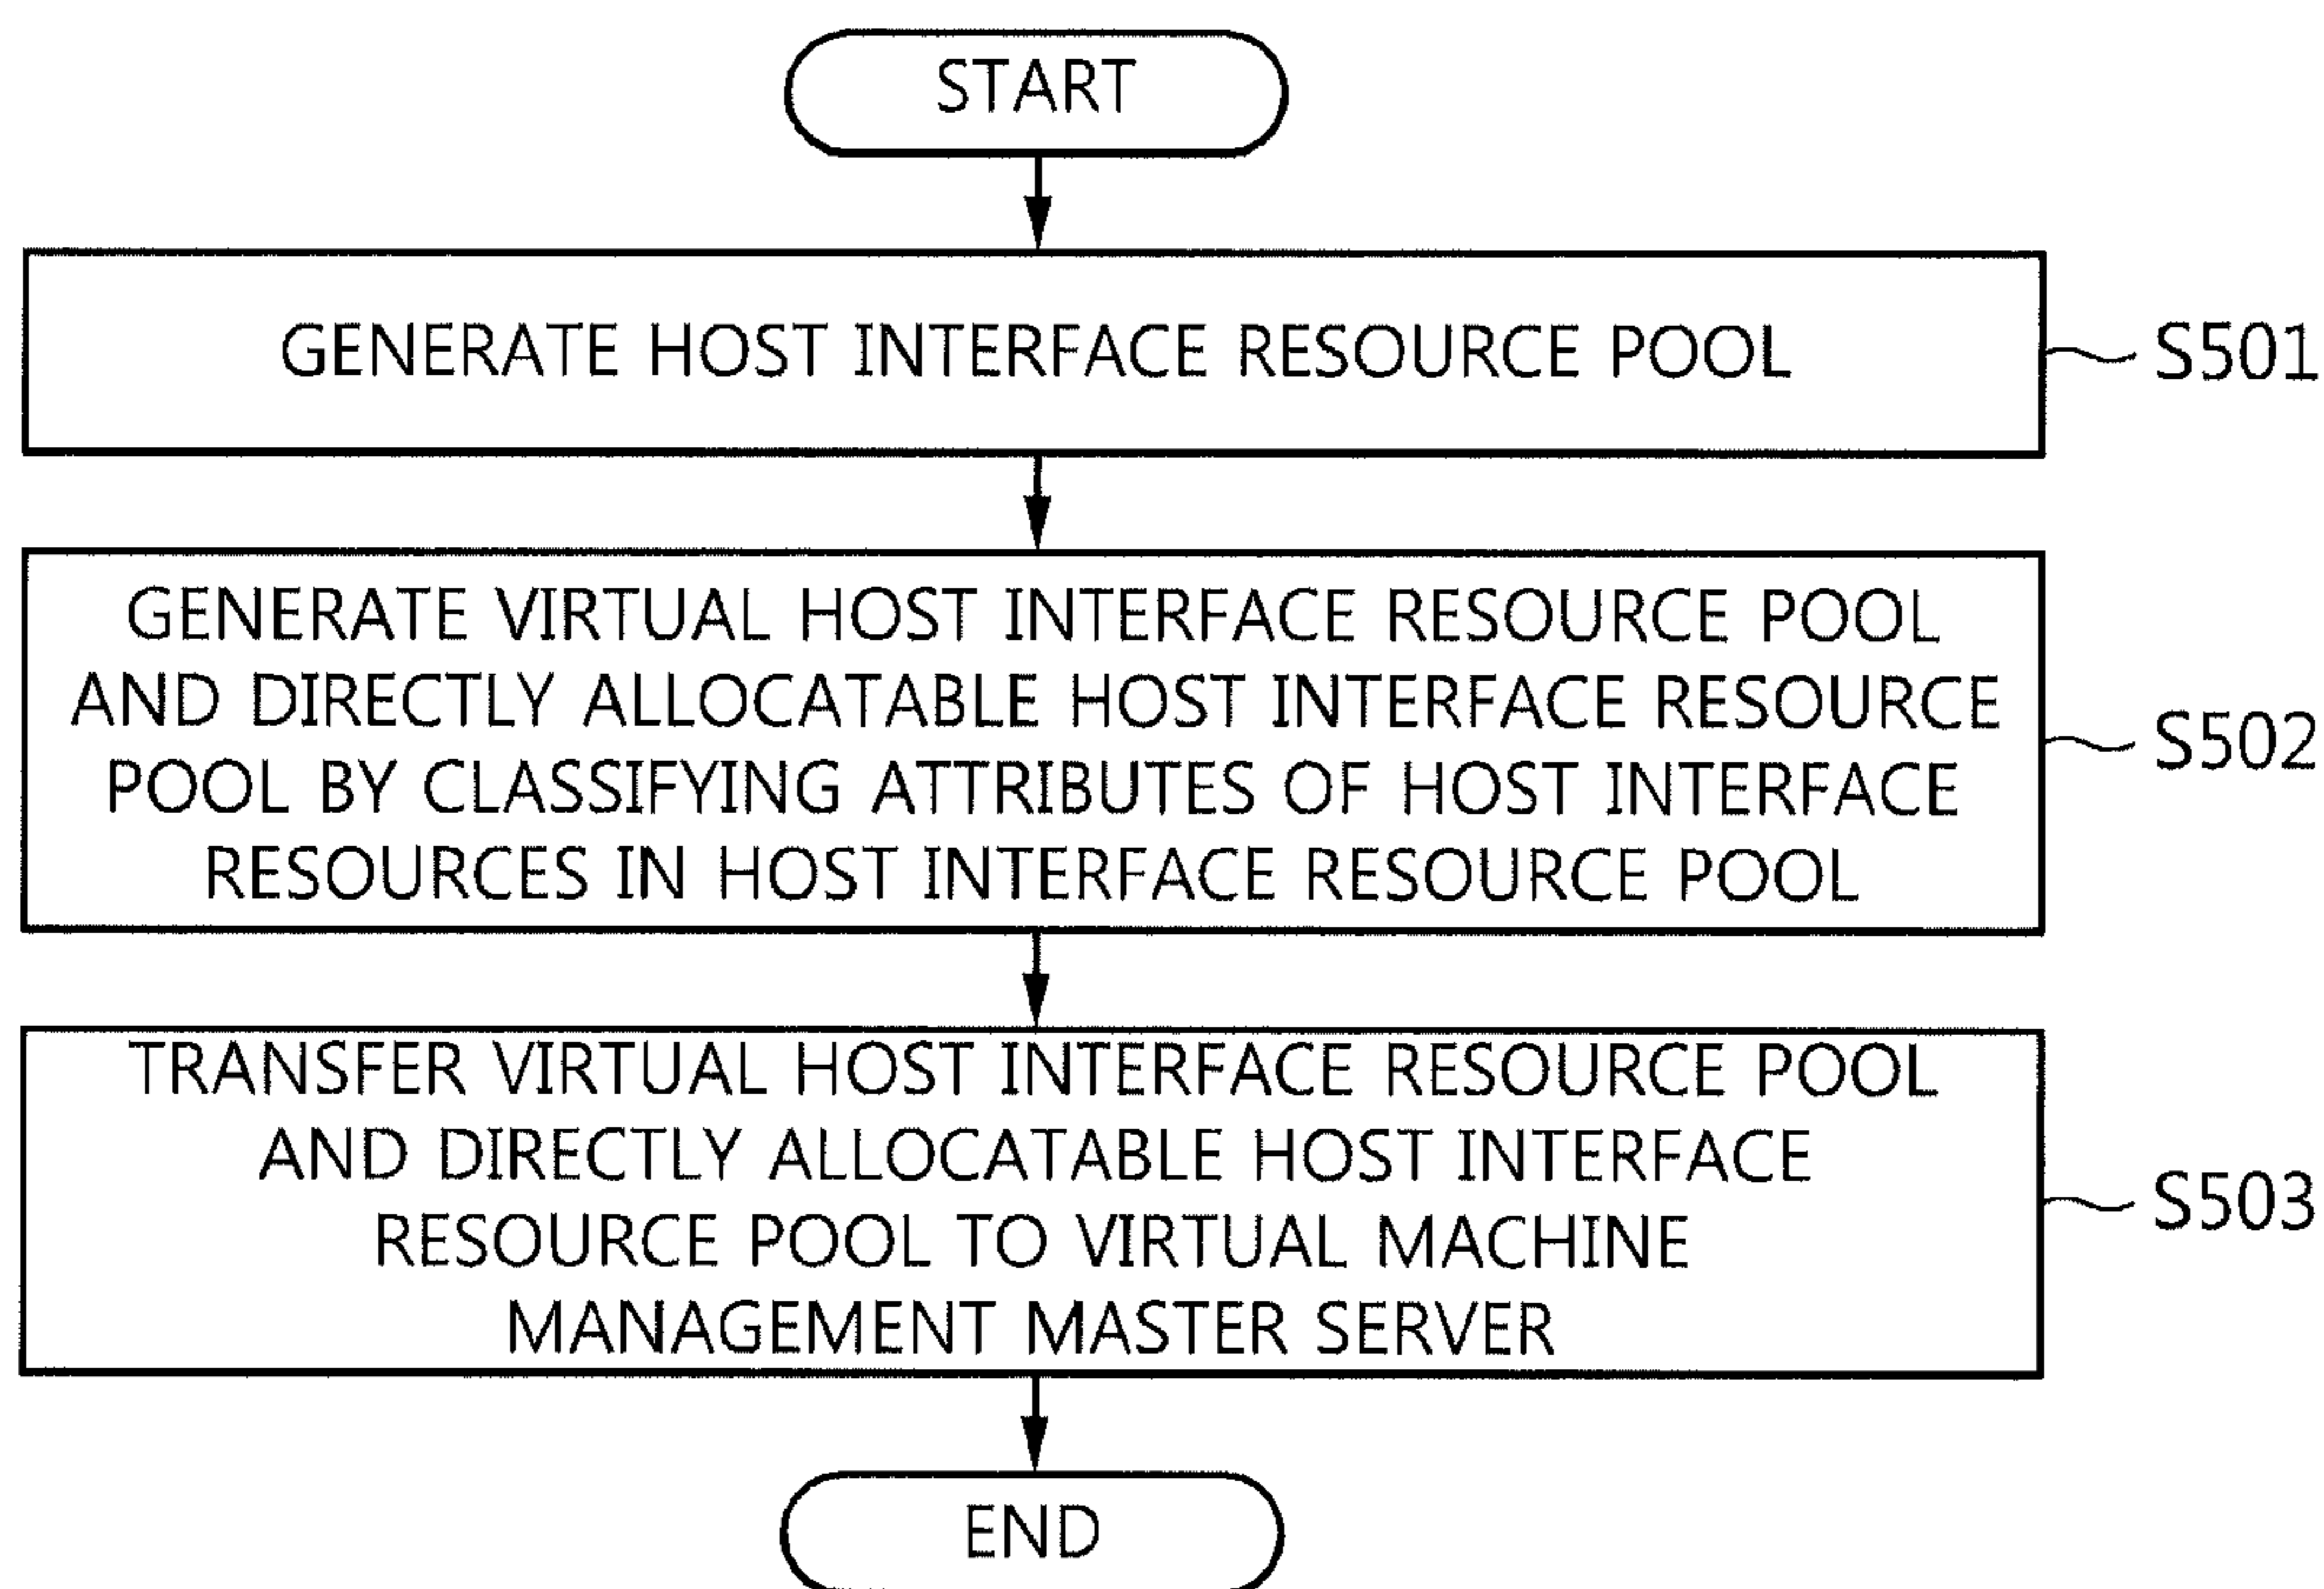 START
GENERATE HOST INTERFACE RESOURCE POOL
S501
GENERATE VIRTUAL HOST INTERFACE RESOURCE POOL
AND DIRECTLY ALLOCATABLE HOST INTERFACE RESOURCE
POOL BY CLASSIFYING ATTRIBUTES OF HOST INTERFACE
RESOURCES IN HOST INTERFACE RESOURCE POOL
S502
TRANSFER VIRTUAL HOST INTERFACE RESOURCE POOL
AND DIRECTLY ALLOCATABLE HOST INTERFACE
RESOURCE POOL TO VIRTUAL MACHINE
MANAGEMENT MASTER SERVER
S503
END